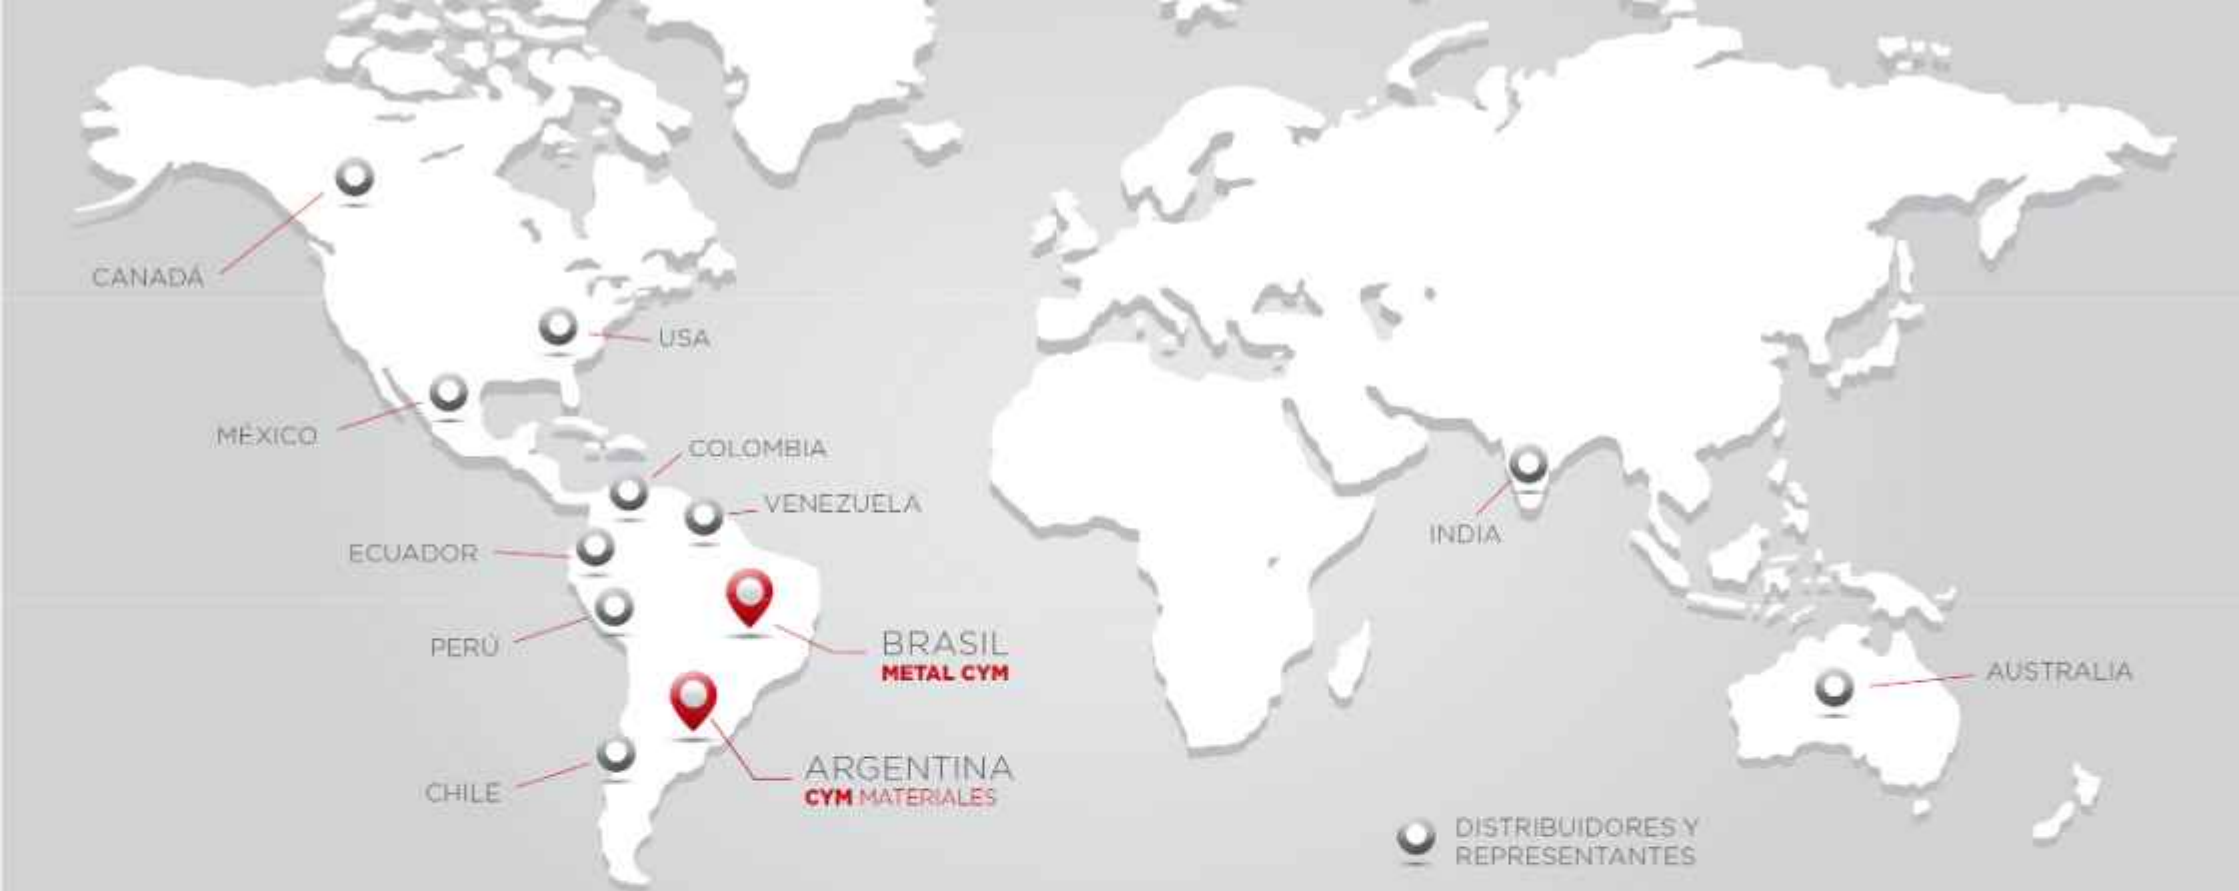 CANADÁ
USA
MÉXICO
COLOMBIA
VENEZUELA
ECUADOR
INDIA
PERÚ
BRASIL
METAL CYM
AUSTRALIA
ARGENTINA
CYM MATERIALES
CHILE
DISTRIBUIDORES Y
REPRESENTANTES